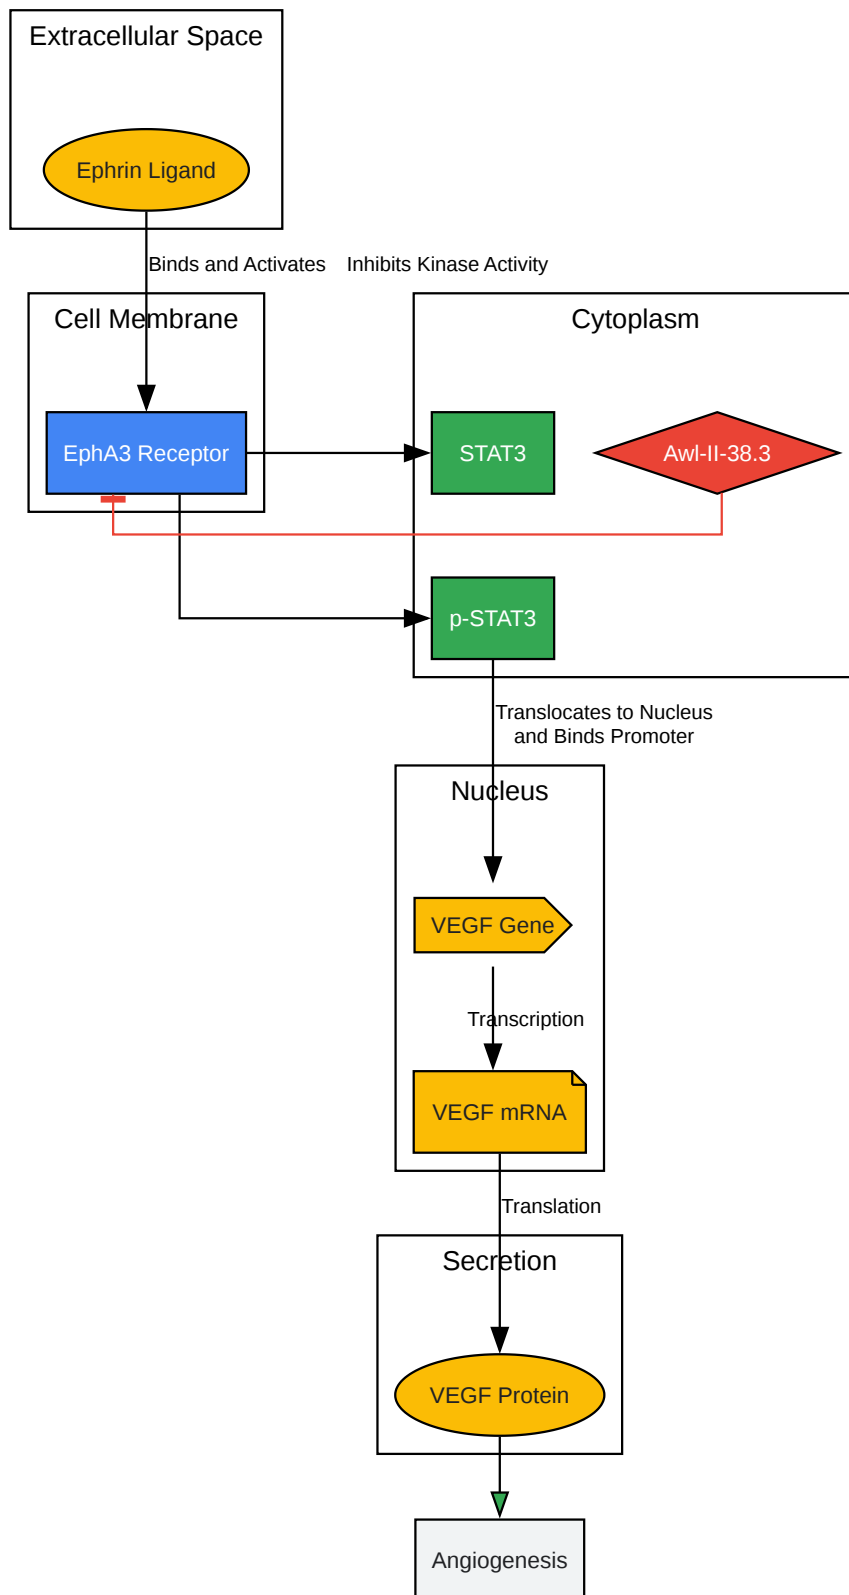 Extracellular Space
Ephrin Ligand
Binds and Activates
Inhibits Kinase Activity
Cell Membrane
Cytoplasm
EphA3 Receptor
STAT3
Awl-II-38.3
p-STAT3
Translocates to Nucleus
and Binds Promoter
Nucleus
VEGF Gene
Transcription
VEGF mRNA
Translation
Secretion
VEGF Protein
Angiogenesis